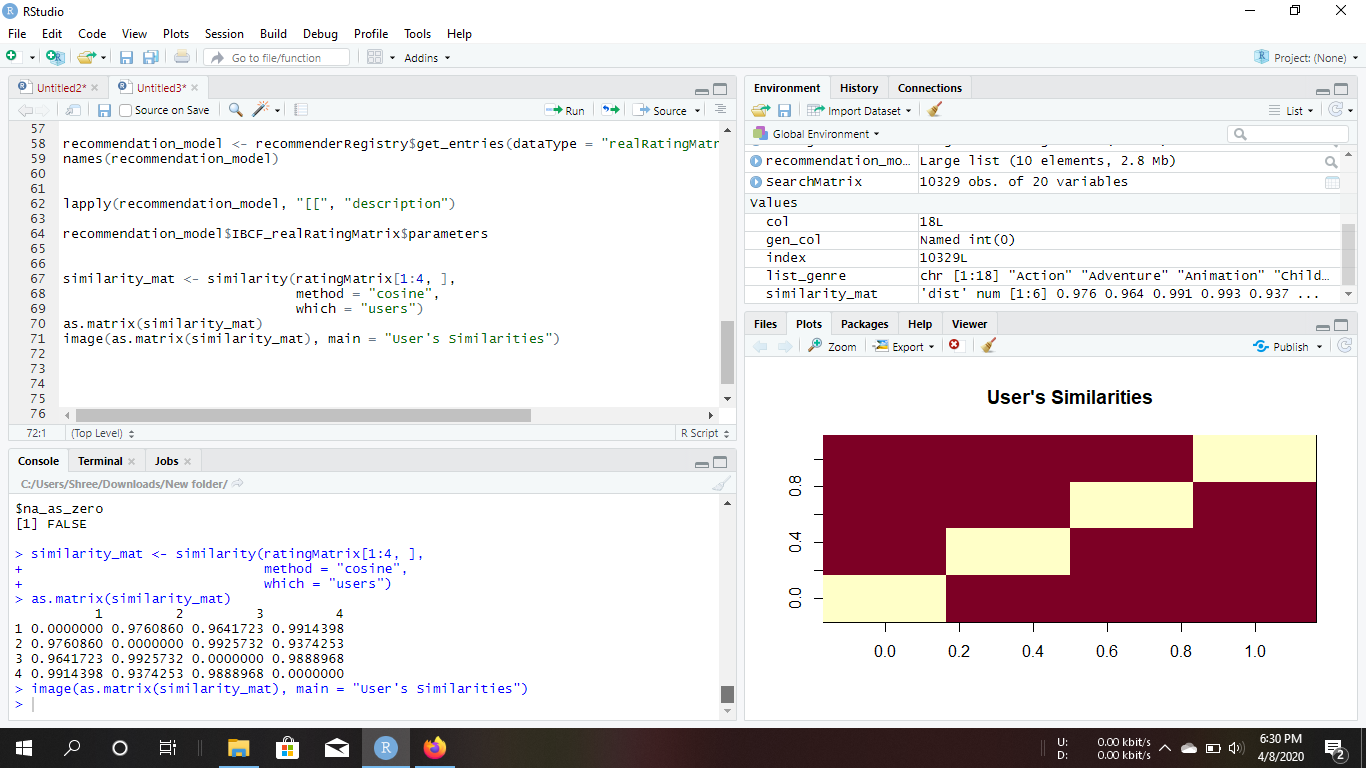 RStudio
File Edit Code View Plots Session Build Debug Profile Tools Help
Go to file/function Addins Project: (None)
Untitled2* Untitled3*
Source on Save Run Source
57
58 recommendation_model <- recommenderRegistry$get_entries(dataType = "realRatingMatr
59 names(recommendation_model)
60
61
62 lapply(recommendation_model, "[[", "description")
63
64 recommendation_model$IBCF_realRatingMatrix$parameters
65
66
67 similarity_mat <- similarity(ratingMatrix[1:4, ],
68 method = "cosine",
69 which = "users")
70 as.matrix(similarity_mat)
71 image(as.matrix(similarity_mat), main = "User's Similarities")
72
73
74
75
76
72:1 (Top Level) R Script
Console Terminal Jobs
C:/Users/Shree/Downloads/New folder/
$na_as_zero
[1] FALSE
> similarity_mat <- similarity(ratingMatrix[1:4, ],
+ method = "cosine",
+ which = "users")
> as.matrix(similarity_mat)
1 2 3 4
1 0.0000000 0.9760860 0.9641723 0.9914398
2 0.9760860 0.0000000 0.9925732 0.9374253
3 0.9641723 0.9925732 0.0000000 0.9888968
4 0.9914398 0.9374253 0.9888968 0.0000000
> image(as.matrix(similarity_mat), main = "User's Similarities")
>
Environment History Connections
Import Dataset List
Global Environment
recommendation_mo... Large list (10 elements, 2.8 Mb)
SearchMatrix 10329 obs. of 20 variables
Values
col 18L
gen_col Named int(0)
index 10329L
list_genre chr [1:18] "Action" "Adventure" "Animation" "Child...
similarity_mat 'dist' num [1:6] 0.976 0.964 0.991 0.993 0.937 ...
Files Plots Packages Help Viewer
Zoom Export Publish
User's Similarities
0.8
0.4
0.0
0.0 0.2 0.4 0.6 0.8 1.0
U: 0.00 kbit/s
D: 0.00 kbit/s
6:30 PM
4/8/2020
2